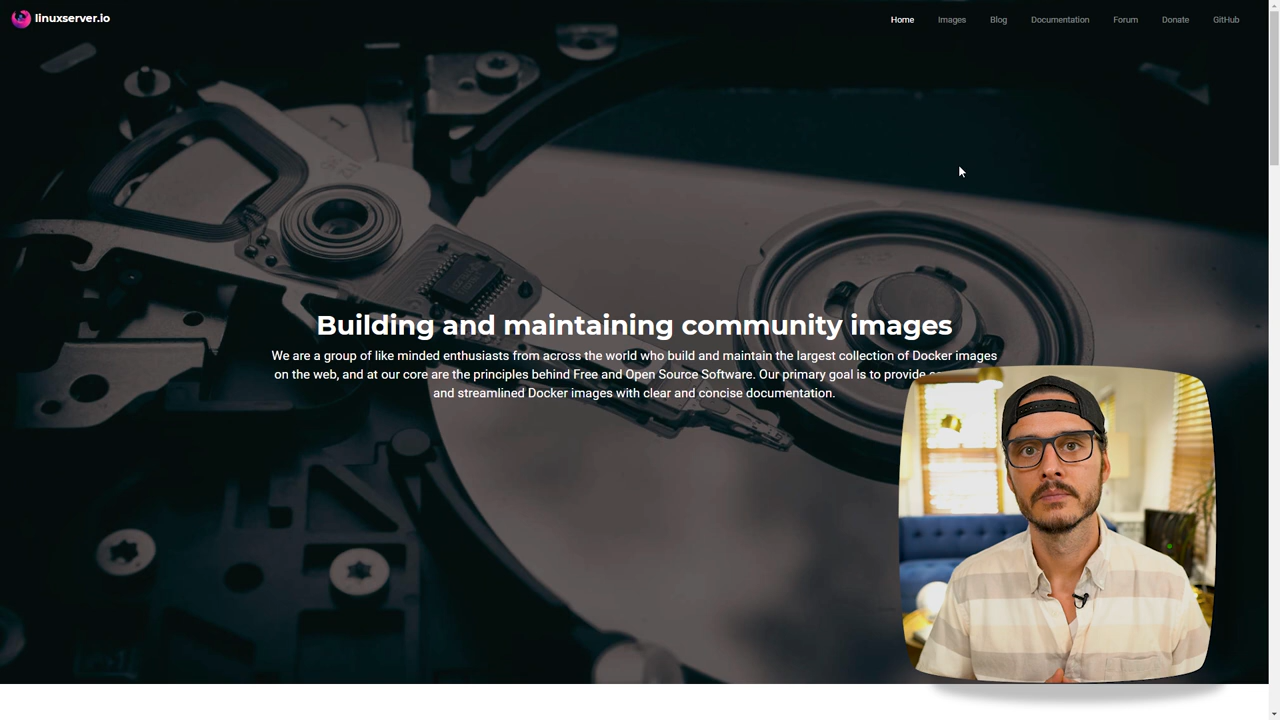 linuxserver.io
Home Images Blog Documentation Forum Donate GitHub
Building and maintaining community images
We are a group of like minded enthusiasts from across the world who build and maintain the largest collection of Docker images
on the web, and at our core are the principles behind Free and Open Source Software. Our primary goal is to provide
and streamlined Docker images with clear and concise documentation.